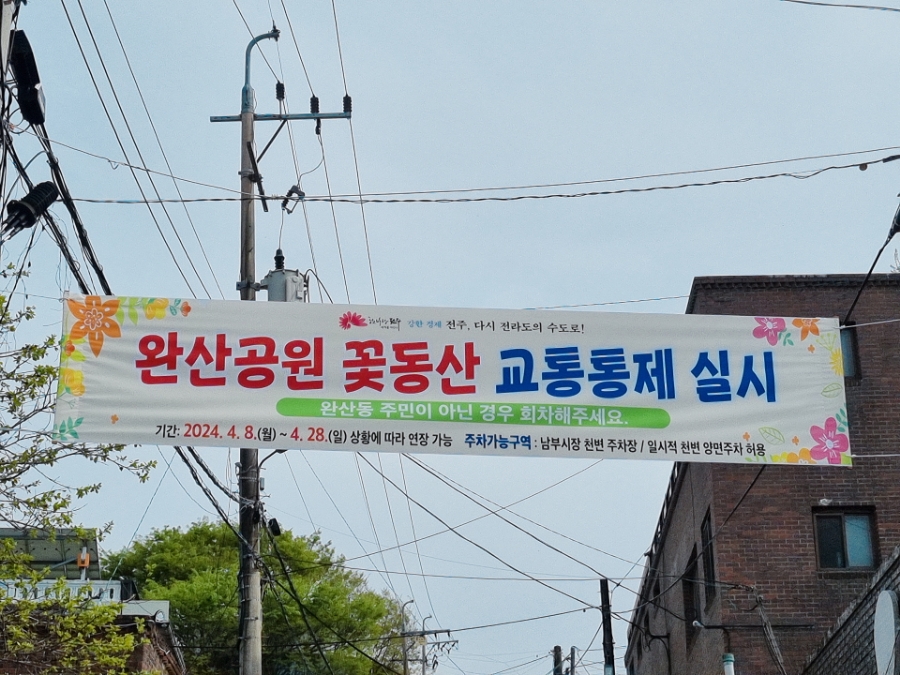 강한 경제 전주, 다시 전라도의 수도로!
완산공원 꽃동산 교통통제 실시
완산동 주민이 아닌 경우 회차해주세요.
기간: 2024. 4. 8.(월) ~ 4. 28.(일) 상황에 따라 연장 가능 주차가능구역 : 남부시장 천변 주차장 / 일시적 천변 양면주차 허용